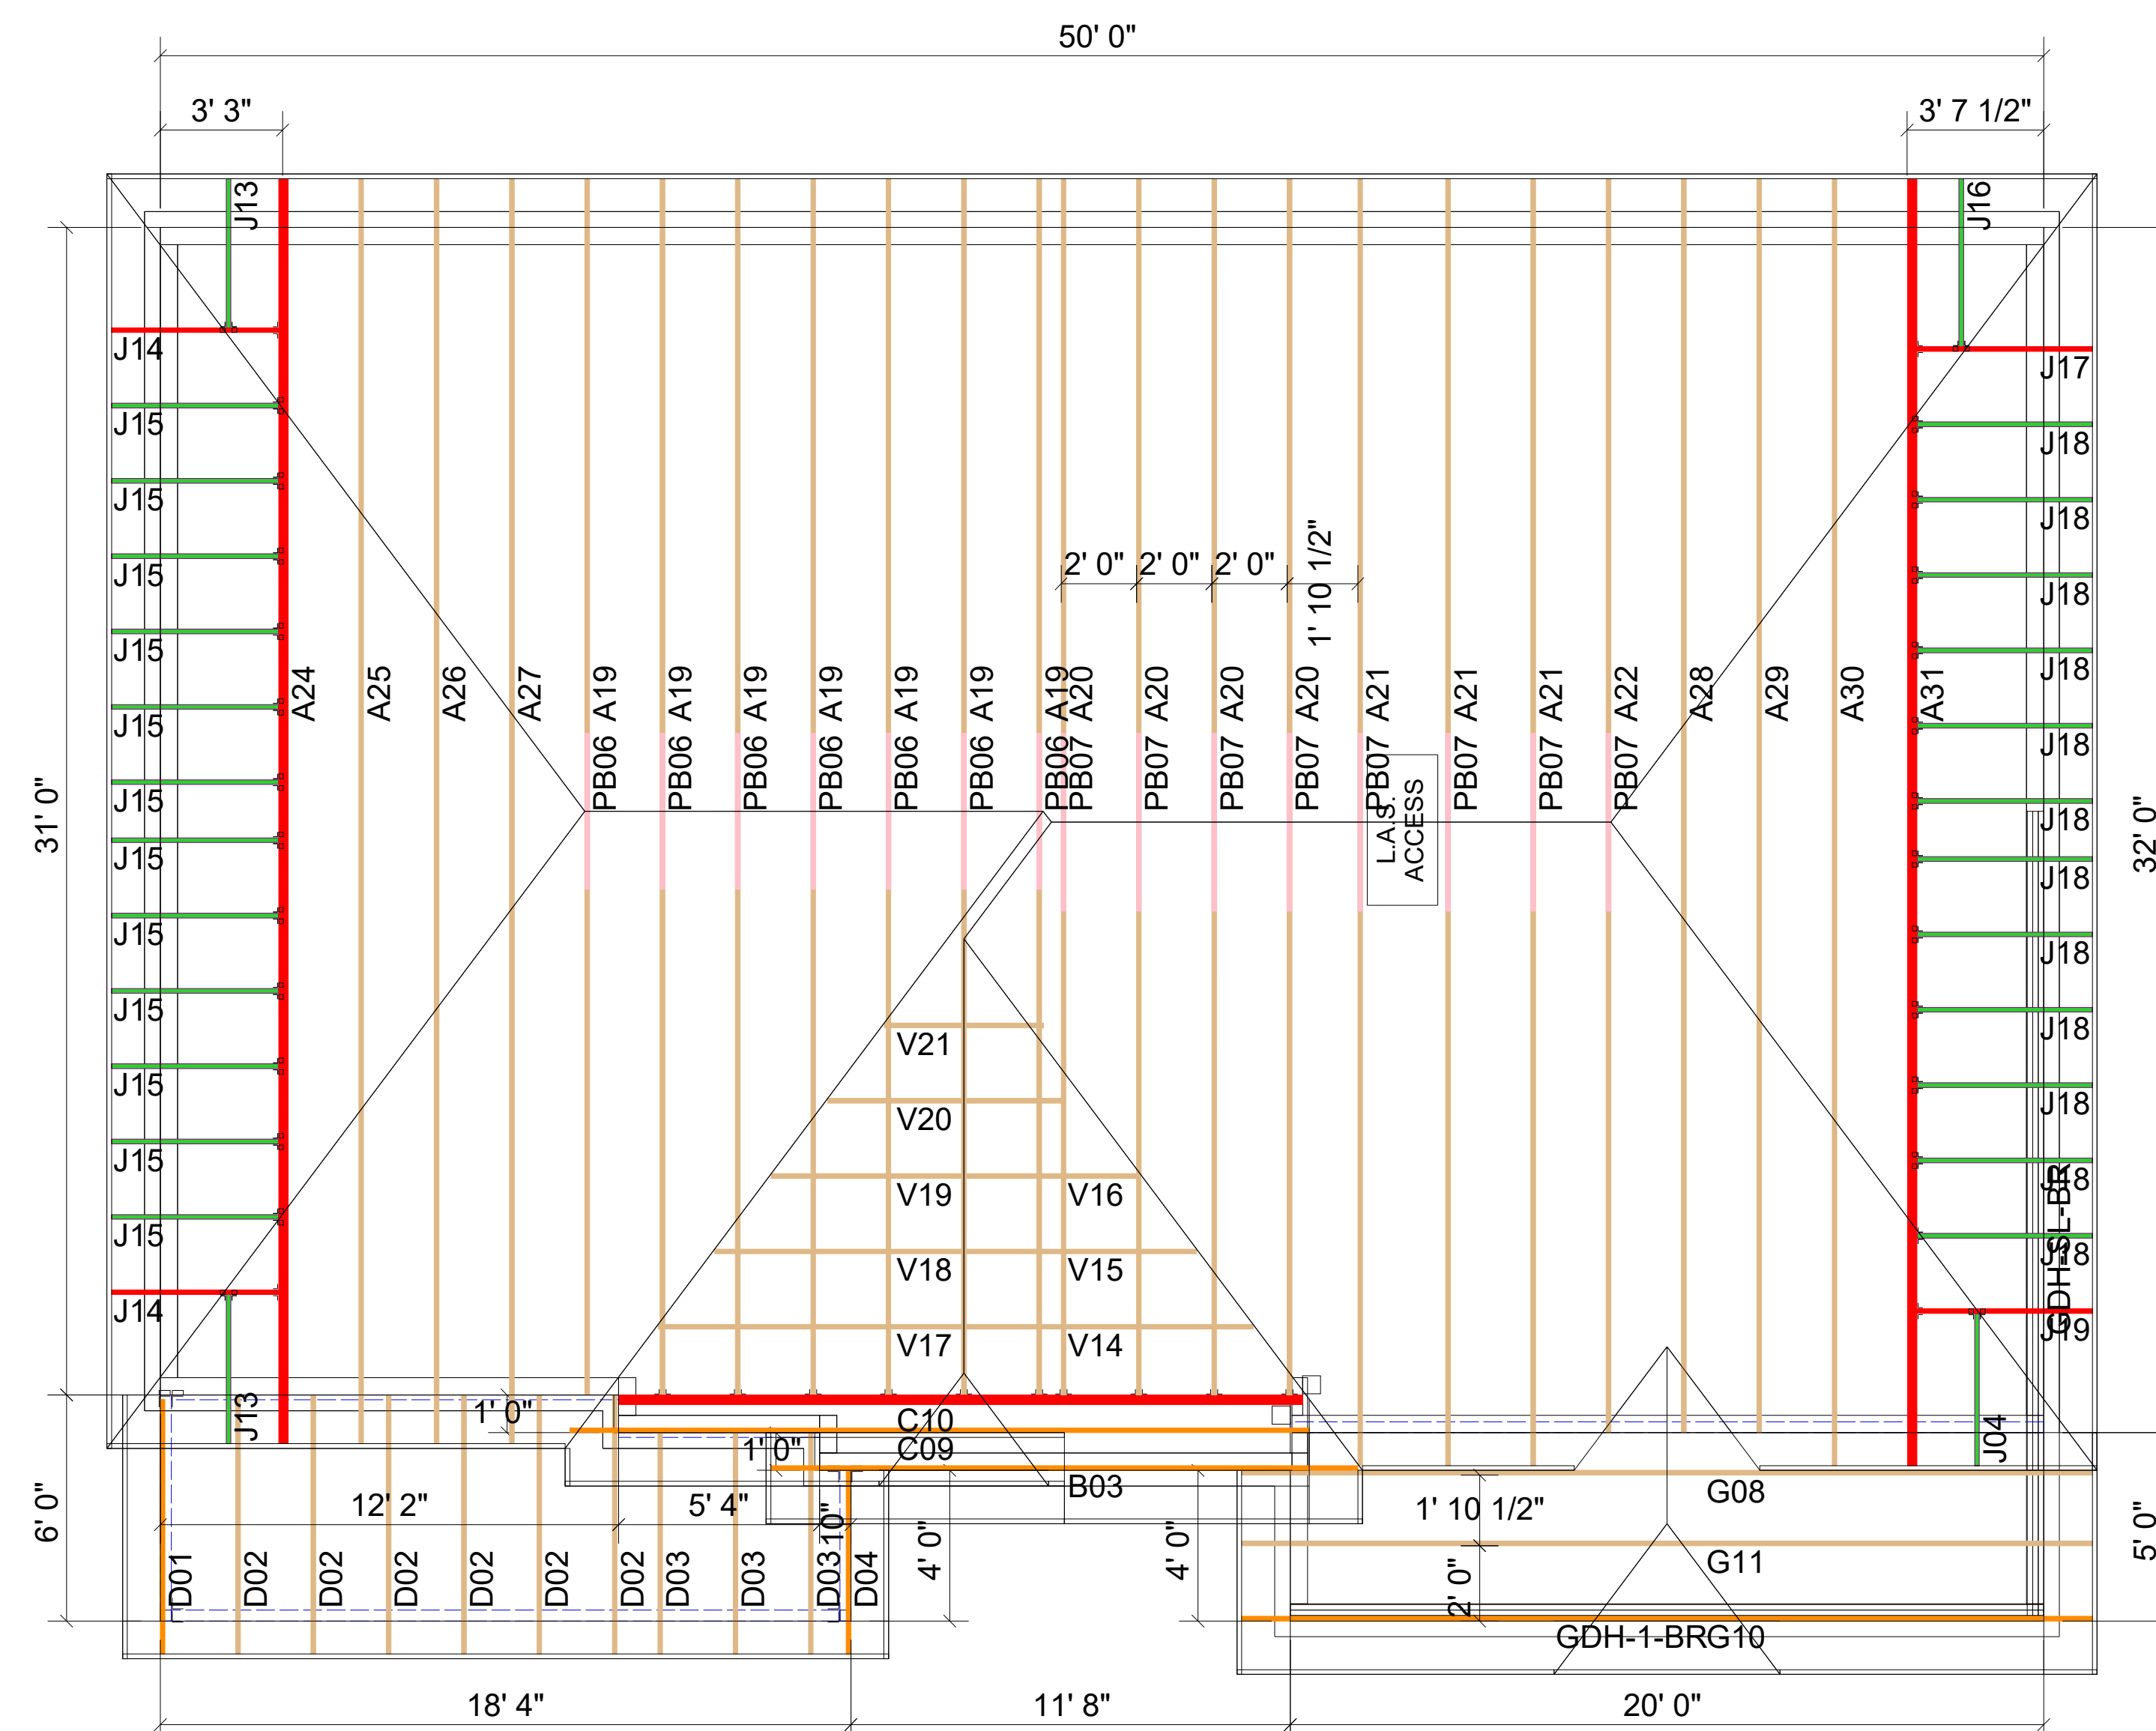 50' 0"
3' 3"
3' 7 1/2"
J13
J16
J14
J17
J15
J18
J15
J18
J15
J18
J15
J18
J15
J18
J15
J18
J15
J18
J15
J18
J15
J18
J15
J18
J15
J18
J15
J18
J14
J19
J13
J04
GDH-SL-BR
31' 0"
32' 0"
2' 0"
2' 0"
2' 0"
1' 10 1/2"
A24
A25
A26
A27
PB06 A19
PB06 A19
PB06 A19
PB06 A19
PB06 A19
PB06 A19
PB06 A19
PB07 A20
PB07 A20
PB07 A20
PB07 A20
PB07 A21
PB07 A21
PB07 A21
PB07 A22
A28
A29
A30
A31
L.A.S.
ACCESS
V21
V20
V19
V16
V18
V15
V17
V14
C10
1' 0"
C09
1' 0"
B03
G08
12' 2"
5' 4"
10"
1' 10 1/2"
6' 0"
4' 0"
4' 0"
5' 0"
G11
2' 0"
D01
D02
D02
D02
D02
D02
D02
D03
D03
D03
D04
GDH-1-BRG10
18' 4"
11' 8"
20' 0"